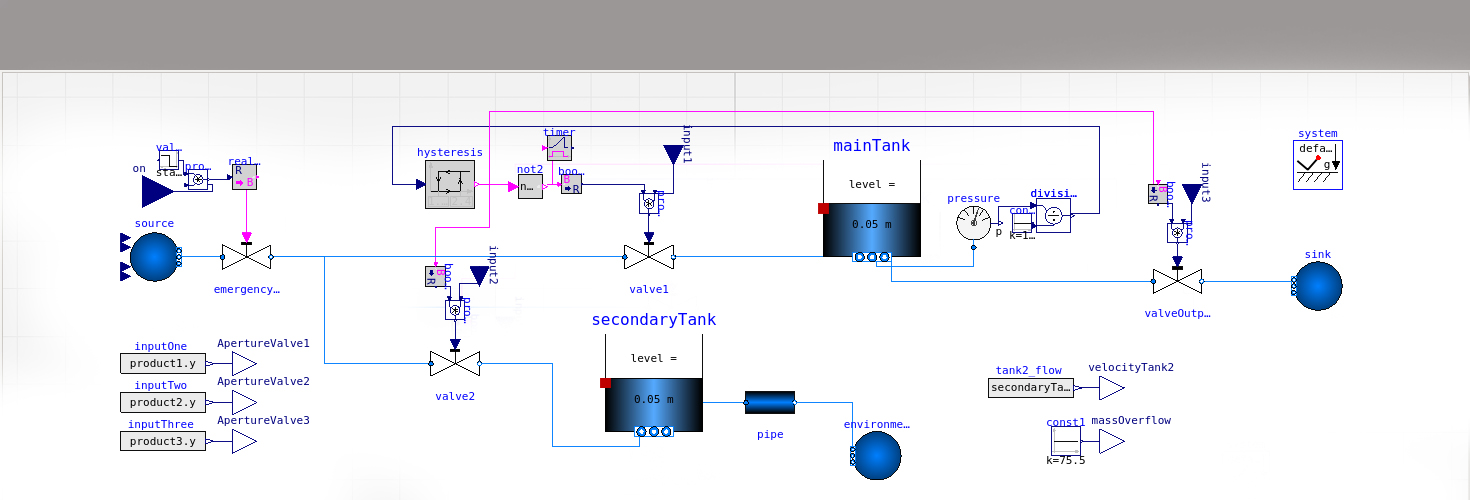 val...
sta...
on
pro...
real...
R
B
source
emergency...
hysteresis
timer
not2
n...
boo...
B
R
input1
pro...
valve1
mainTank
level =
0.05 m
pressure
p
con...
k=1...
divisi...
input3
B
R
boo...
pro...
valveOutp...
system
defa...
g
sink
input2
B
R
boo...
pro...
valve2
secondaryTank
level =
0.05 m
pipe
environme...
inputOne
product1.y
ApertureValve1
inputTwo
product2.y
ApertureValve2
inputThree
product3.y
ApertureValve3
tank2_flow
secondaryTa...
velocityTank2
const1
k=75.5
massOverflow